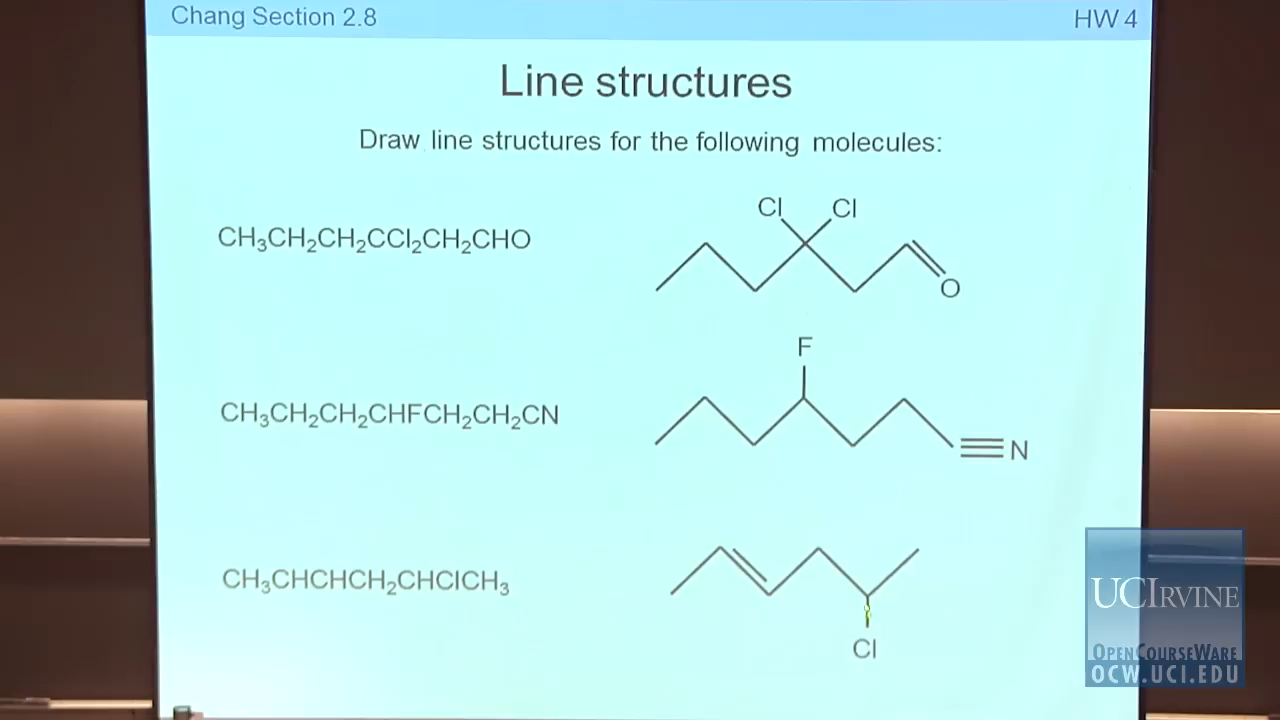 Chang Section 2.8
HW 4
Line structures
Draw line structures for the following molecules:
CH₃CH₂CH₂CCl₂CH₂CHO
Cl Cl
O
CH₃CH₂CH₂CHFCH₂CH₂CN
F
N
CH₃CHCHCH₂CHClCH₃
Cl
UCIRVINE
OPENCOURSEWARE
OCW.UCI.EDU